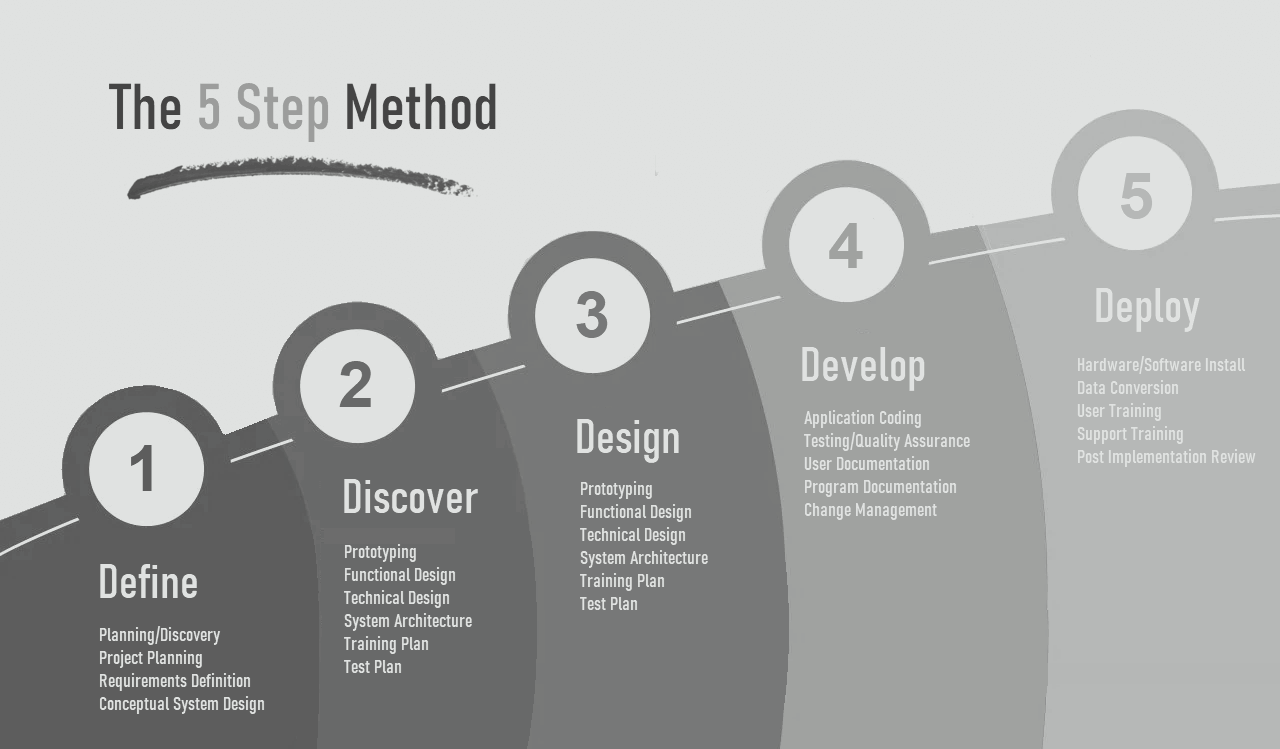 The 5 Step Method
1
Define
Planning/Discovery
Project Planning
Requirements Definition
Conceptual System Design
2
Discover
Prototyping
Functional Design
Technical Design
System Architecture
Training Plan
Test Plan
3
Design
Prototyping
Functional Design
Technical Design
System Architecture
Training Plan
Test Plan
4
Develop
Application Coding
Testing/Quality Assurance
User Documentation
Program Documentation
Change Management
5
Deploy
Hardware/Software Install
Data Conversion
User Training
Support Training
Post Implementation Review